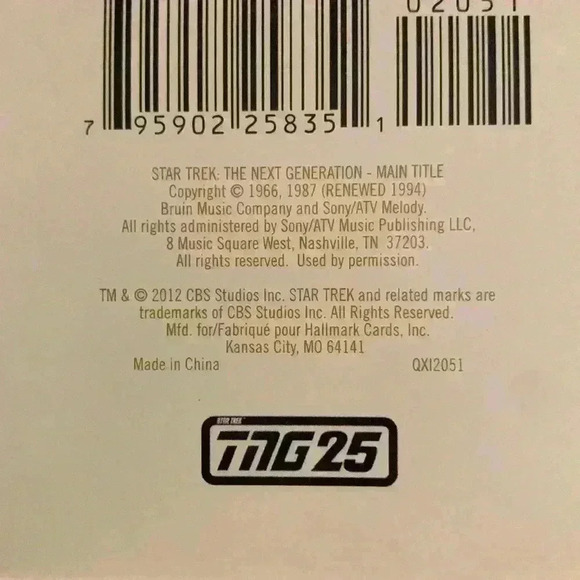 02051
7 95902 25835 1
STAR TREK: THE NEXT GENERATION - MAIN TITLE
Copyright © 1966, 1987 (RENEWED 1994)
Bruin Music Company and Sony/ATV Melody.
All rights administered by Sony/ATV Music Publishing LLC,
8 Music Square West, Nashville, TN 37203.
All rights reserved. Used by permission.
TM & © 2012 CBS Studios Inc. STAR TREK and related marks are
trademarks of CBS Studios Inc. All Rights Reserved.
Mfd. for/Fabriqué pour Hallmark Cards, Inc.
Kansas City, MO 64141
Made in China QXI2051
STAR TREK
TNG 25